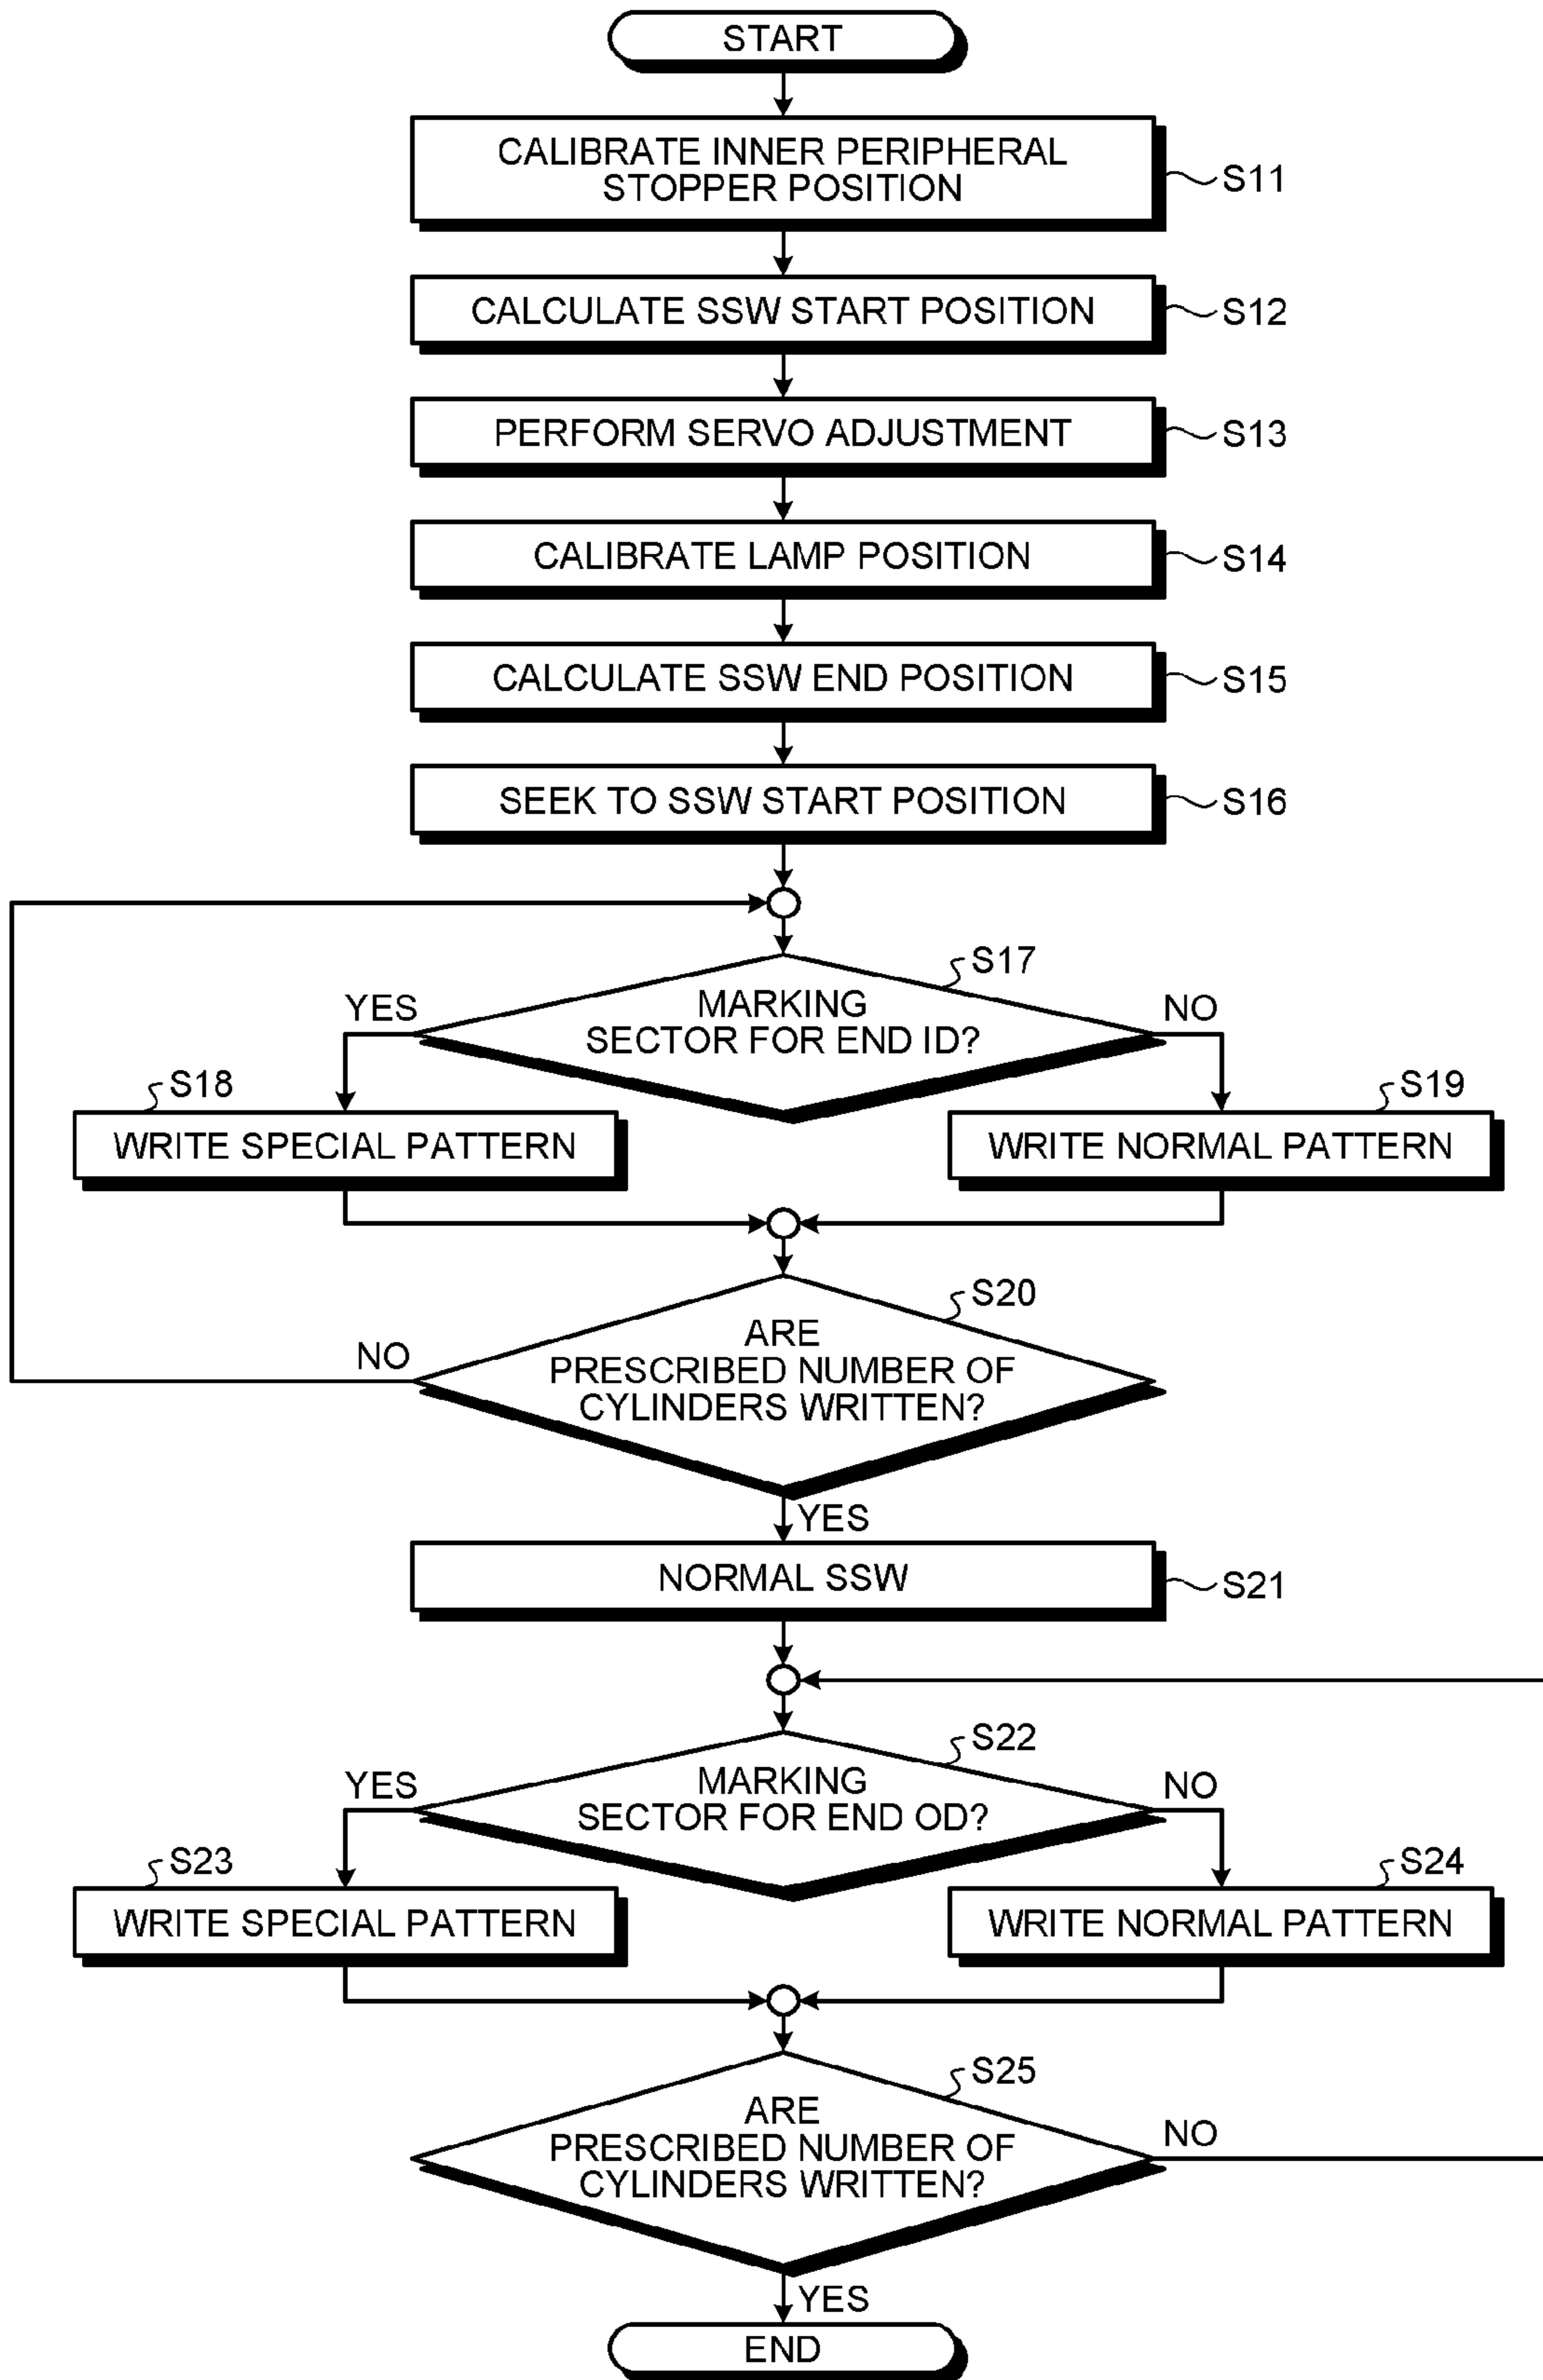 START
CALIBRATE INNER PERIPHERAL
STOPPER POSITION
S11
CALCULATE SSW START POSITION
S12
PERFORM SERVO ADJUSTMENT
S13
CALIBRATE LAMP POSITION
S14
CALCULATE SSW END POSITION
S15
SEEK TO SSW START POSITION
S16
S17
YES
MARKING
SECTOR FOR END ID?
NO
S18
WRITE SPECIAL PATTERN
S19
WRITE NORMAL PATTERN
S20
NO
ARE
PRESCRIBED NUMBER OF
CYLINDERS WRITTEN?
YES
NORMAL SSW
S21
S22
YES
MARKING
SECTOR FOR END OD?
NO
S23
WRITE SPECIAL PATTERN
S24
WRITE NORMAL PATTERN
S25
ARE
PRESCRIBED NUMBER OF
CYLINDERS WRITTEN?
NO
YES
END